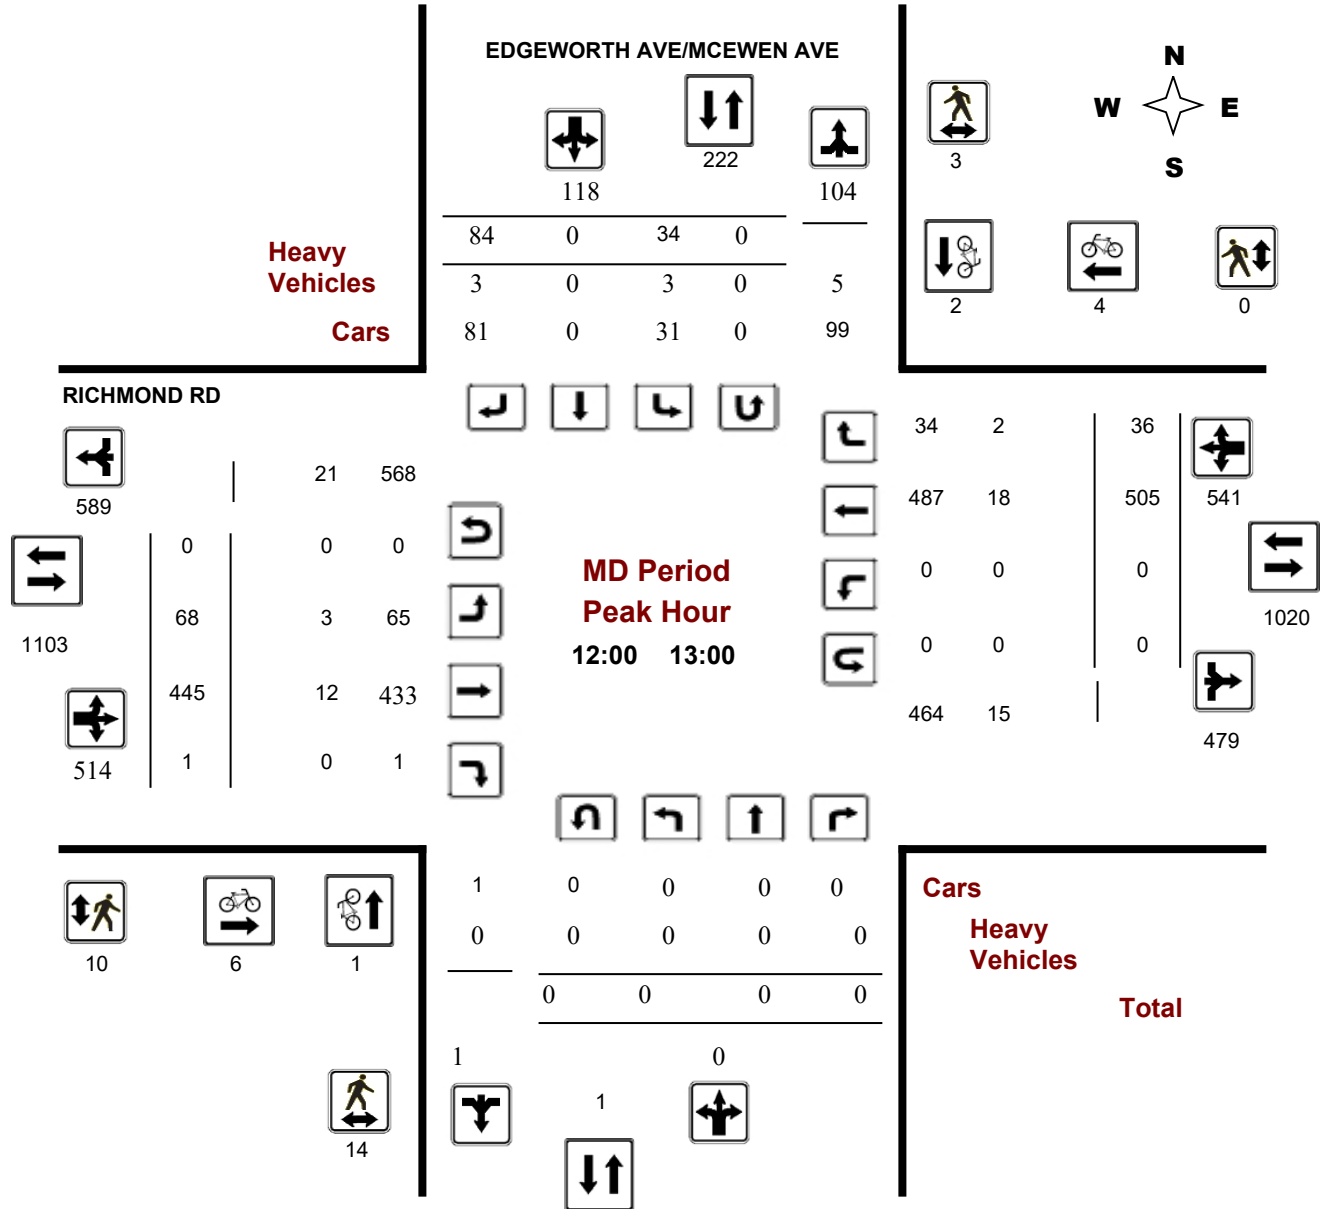 EDGEWORTH AVE/MCEWEN AVE
N
W E
S
222
3
118 104
84 0 34 0
Heavy
Vehicles
3 0 3 0 5
2 4 0
Cars
81 0 31 0 99
RICHMOND RD
34 2 36
21 568
589
487 18 505 541
0 0 0
MD Period
0 0 0
68 3 65
Peak Hour
1020
1103
12:00 13:00
0 0 0
445 12 433
464 15
479
514 1 0 1
1 0 0 0 0
Cars
0 0 0 0 0
Heavy
Vehicles
10 6 1
0 0 0 0
Total
1 0
1
14